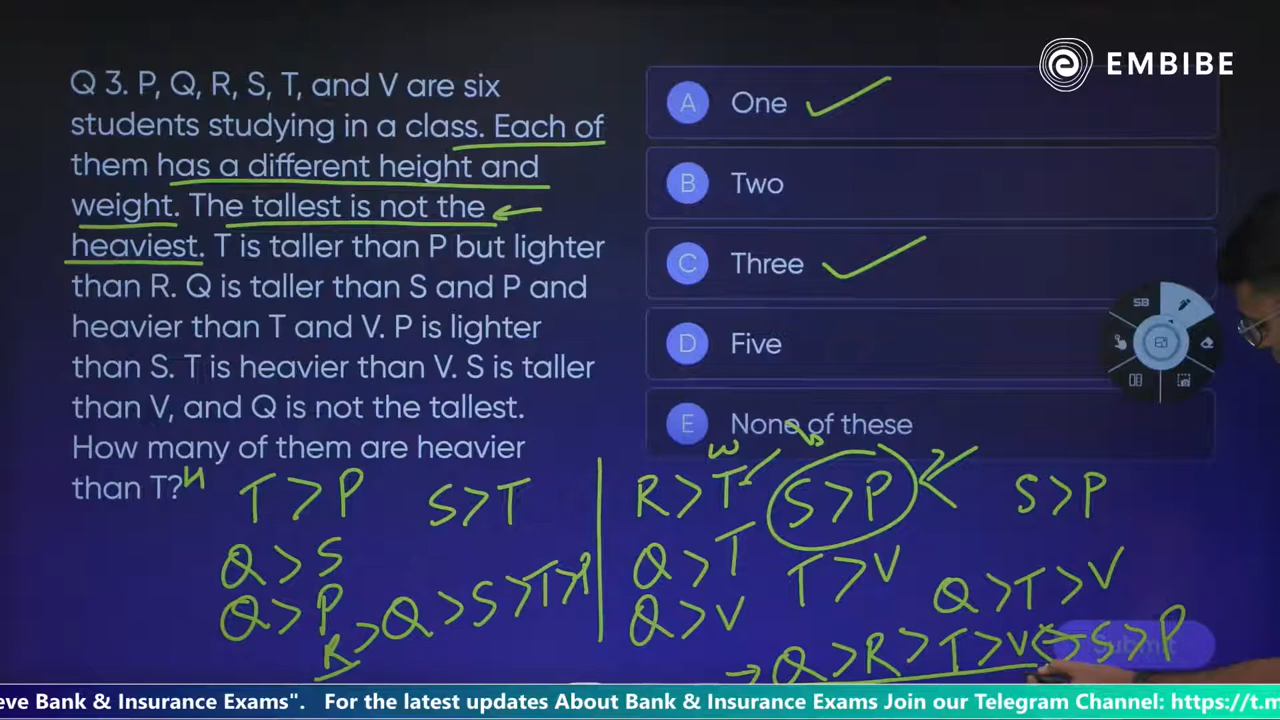 EMBIBE
Q 3. P, Q, R, S, T, and V are six
students studying in a class. Each of
them has a different height and
weight. The tallest is not the
heaviest. T is taller than P but lighter
than R. Q is taller than S and P and
heavier than T and V. P is lighter
than S. T is heavier than V. S is taller
than V, and Q is not the tallest.
How many of them are heavier
than T?
A One
B Two
C Three
D Five
E None of these
H
T > P
S > T
Q > S
Q > P
R > Q > S > T > P
W
R > T
S > P
S > P
Q > T
T > V
Q > V
Q > T > V
Q > R > T > V S > P
Submit
eve Bank & Insurance Exams". For the latest updates About Bank & Insurance Exams Join our Telegram Channel: https://t.m